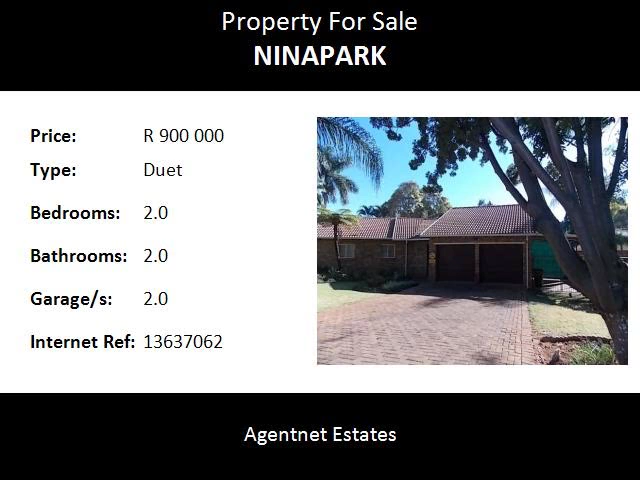 Property For Sale
NINAPARK
Price: R 900 000
Type: Duet
Bedrooms: 2.0
Bathrooms: 2.0
Garage/s: 2.0
Internet Ref: 13637062
Agentnet Estates